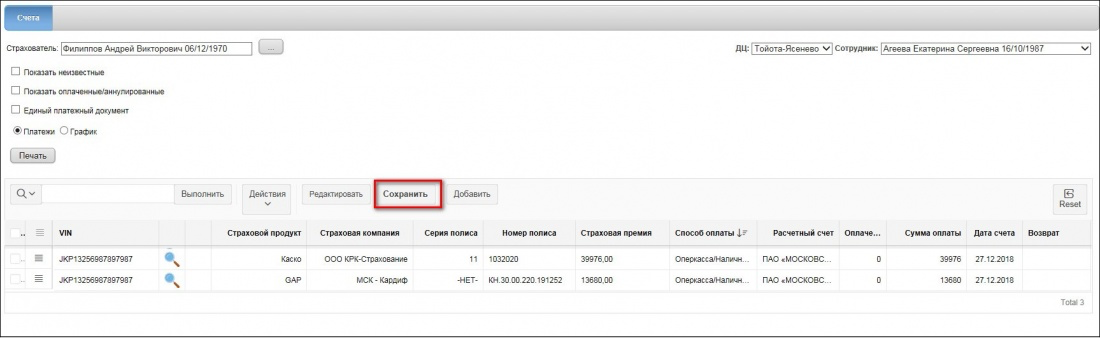 Счета
Страхователь: Филиппов Андрей Викторович 06/12/1970 ... ДЦ: Тойота-Ясенево Сотрудник: Агеева Екатерина Сергеевна 16/10/1987
Показать неизвестные
Показать оплаченные/аннулированные
Единый платежный документ
Платежи График
Печать
Выполнить Действия Редактировать Сохранить Добавить Reset
VIN Страховой продукт Страховая компания Серия полиса Номер полиса Страховая премия Способ оплаты Расчетный счет Оплаче... Сумма оплаты Дата счета Возврат
JKP13256987897987 Каско ООО КРК-Страхование 11 1032020 39976,00 Оперкасса/Наличн... ПАО «МОСКОВС... 0 39976 27.12.2018
JKP13256987897987 GAP МСК - Кардиф -НЕТ- КН.30.00.220.191252 13680,00 Оперкасса/Наличн... ПАО «МОСКОВС... 0 13680 27.12.2018
Total 3